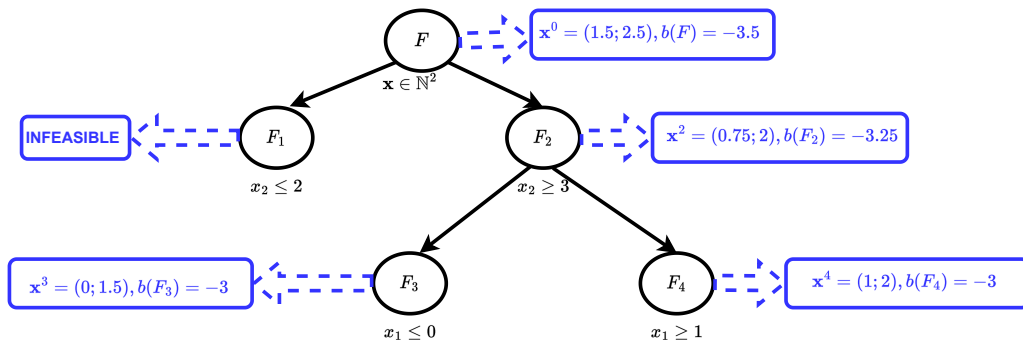 F
𝐱⁰ = (1.5; 2.5), b(F) = −3.5
𝐱 ∈ ℕ²
INFEASIBLE
F₁
F₂
𝐱² = (0.75; 2), b(F₂) = −3.25
x₂ ≤ 2
x₂ ≥ 3
𝐱³ = (0; 1.5), b(F₃) = −3
F₃
F₄
𝐱⁴ = (1; 2), b(F₄) = −3
x₁ ≤ 0
x₁ ≥ 1